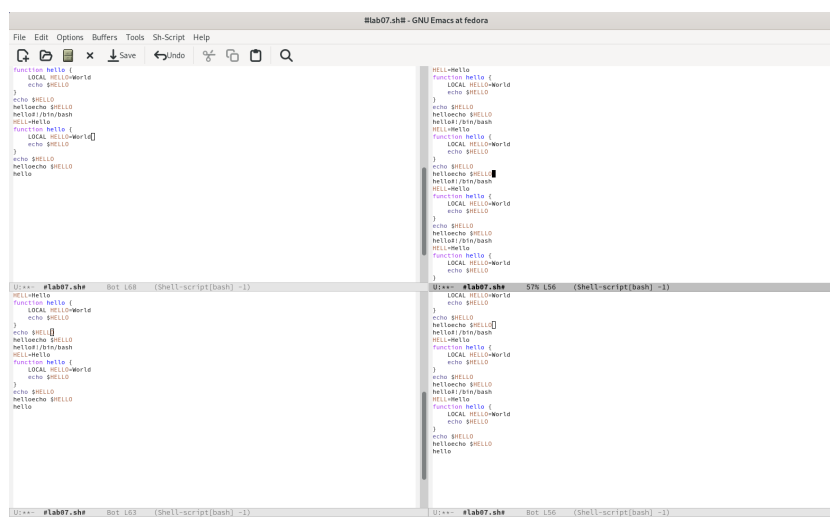 #lab07.sh# - GNU Emacs at fedora
File Edit Options Buffers Tools Sh-Script Help
Save Undo
function hello {
LOCAL HELLO=World
echo $HELLO
}
echo $HELLO
helloecho $HELLO
hello#!/bin/bash
HELL=Hello
function hello {
LOCAL HELLO=World
echo $HELLO
}
echo $HELLO
helloecho $HELLO
hello
U:**- #lab07.sh# Bot L68 (Shell-script[bash] -1)
HELL=Hello
function hello {
LOCAL HELLO=World
echo $HELLO
}
echo $HELLO
helloecho $HELLO
hello#!/bin/bash
HELL=Hello
function hello {
LOCAL HELLO=World
echo $HELLO
}
echo $HELLO
helloecho $HELLO
hello#!/bin/bash
HELL=Hello
function hello {
LOCAL HELLO=World
echo $HELLO
}
echo $HELLO
helloecho $HELLO
hello#!/bin/bash
HELL=Hello
function hello {
LOCAL HELLO=World
echo $HELLO
}
U:**- #lab07.sh# 57% L56 (Shell-script[bash] -1)
HELL=Hello
function hello {
LOCAL HELLO=World
echo $HELLO
}
echo $HELLO
helloecho $HELLO
hello#!/bin/bash
HELL=Hello
function hello {
LOCAL HELLO=World
echo $HELLO
}
echo $HELLO
helloecho $HELLO
hello
U:**- #lab07.sh# Bot L63 (Shell-script[bash] -1)
LOCAL HELLO=World
echo $HELLO
}
echo $HELLO
helloecho $HELLO
hello#!/bin/bash
HELL=Hello
function hello {
LOCAL HELLO=World
echo $HELLO
}
echo $HELLO
helloecho $HELLO
hello#!/bin/bash
HELL=Hello
function hello {
LOCAL HELLO=World
echo $HELLO
}
echo $HELLO
helloecho $HELLO
hello
U:**- #lab07.sh# Bot L56 (Shell-script[bash] -1)